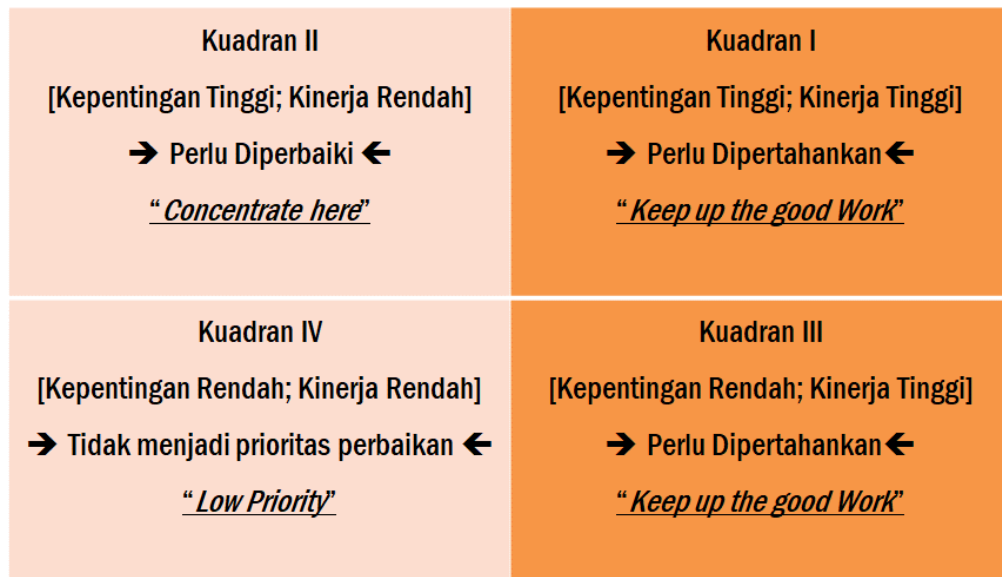 Kuadran II
[Kepentingan Tinggi; Kinerja Rendah]
➔ Perlu Diperbaiki 🡸
“Concentrate here”
Kuadran I
[Kepentingan Tinggi; Kinerja Tinggi]
➔ Perlu Dipertahankan🡸
“Keep up the good Work”
Kuadran IV
[Kepentingan Rendah; Kinerja Rendah]
➔ Tidak menjadi prioritas perbaikan 🡸
“Low Priority”
Kuadran III
[Kepentingan Rendah; Kinerja Tinggi]
➔ Perlu Dipertahankan🡸
“Keep up the good Work”